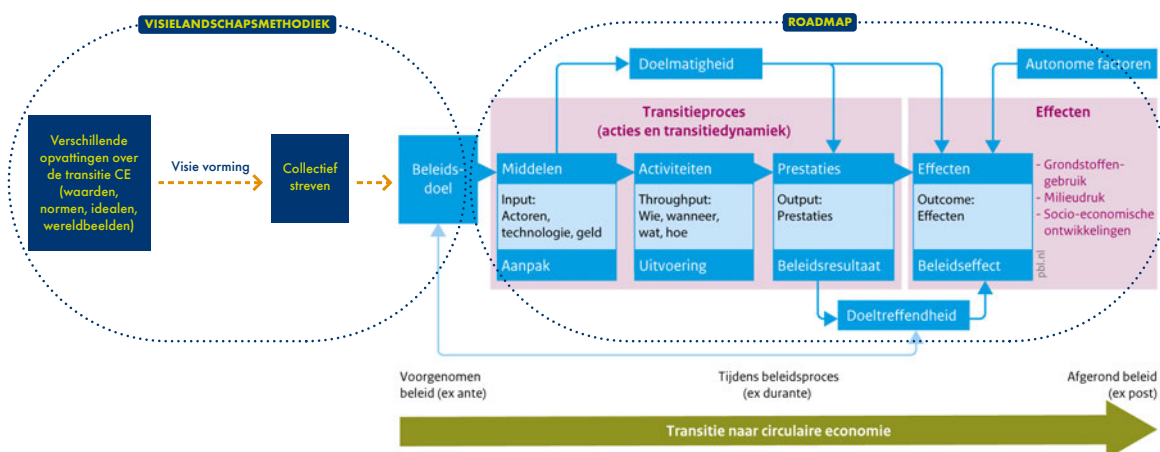 VISIELANDSCHAPSMETHODIEK
ROADMAP
Verschillende
opvattingen over
de transitie CE
(waarden,
normen, idealen,
wereldbeelden)
Visie vorming
Collectief
streven
Beleids-
doel
Doelmatigheid
Autonome factoren
Transitieproces
(acties en transitiedynamiek)
Effecten
Middelen
Input:
Actoren,
technologie, geld
Aanpak
Activiteiten
Throughput:
Wie, wanneer,
wat, hoe
Uitvoering
Prestaties
Output:
Prestaties
Beleidsresultaat
Effecten
Outcome:
Effecten
Beleidseffect
- Grondstoffen-
gebruik
- Milieudruk
- Socio-economische
ontwikkelingen
pbl.nl
Doeltreffendheid
Voorgenomen
beleid (ex ante)
Tijdens beleidsproces
(ex durante)
Afgerond beleid
(ex post)
Transitie naar circulaire economie